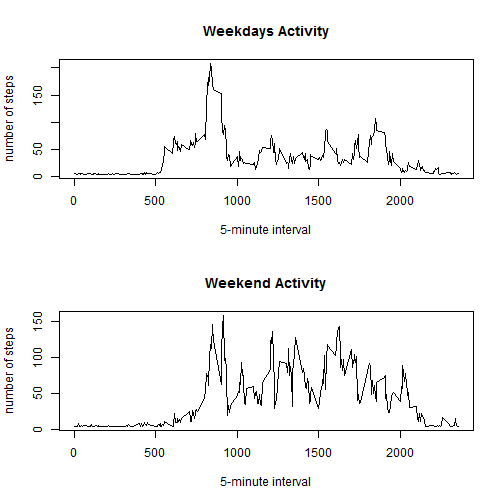 Weekdays Activity
number of steps
0 50 150
0 500 1000 1500 2000
5-minute interval
Weekend Activity
number of steps
0 50 100 150
0 500 1000 1500 2000
5-minute interval